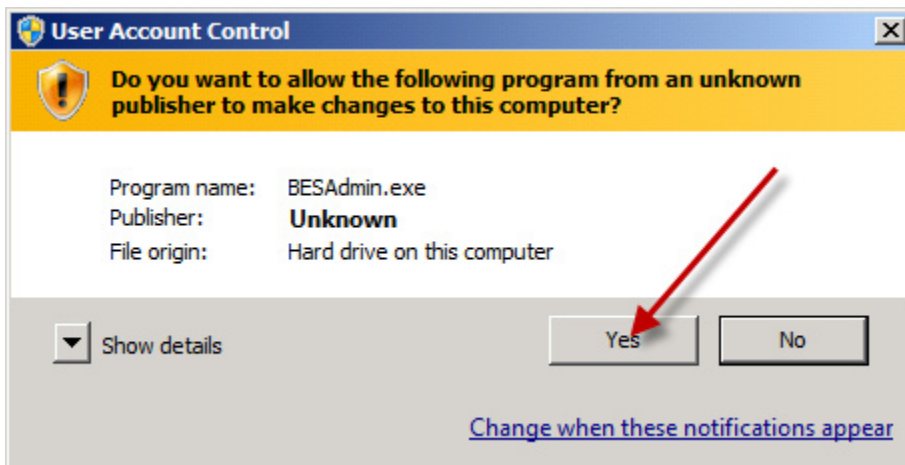 User Account Control
Do you want to allow the following program from an unknown
publisher to make changes to this computer?
Program name: BESAdmin.exe
Publisher: Unknown
File origin: Hard drive on this computer
Show details
Yes
No
Change when these notifications appear